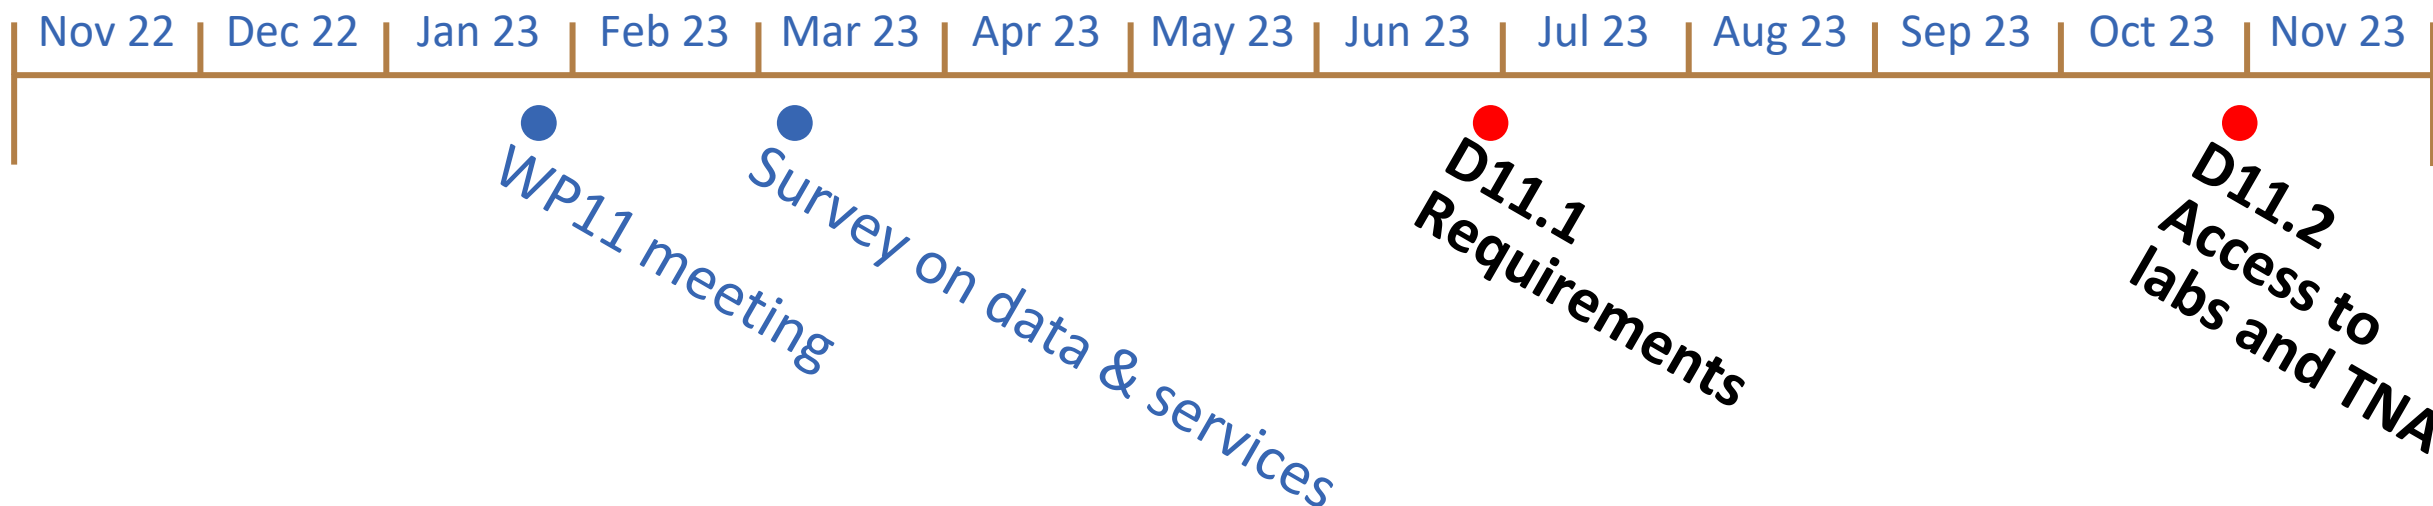 Nov 22 Dec 22 Jan 23 Feb 23 Mar 23 Apr 23 May 23 Jun 23 Jul 23 Aug 23 Sep 23 Oct 23 Nov 23
WP11 meeting
Survey on data & services
D11.1
Requirements
D11.2
Access to
labs and TNA